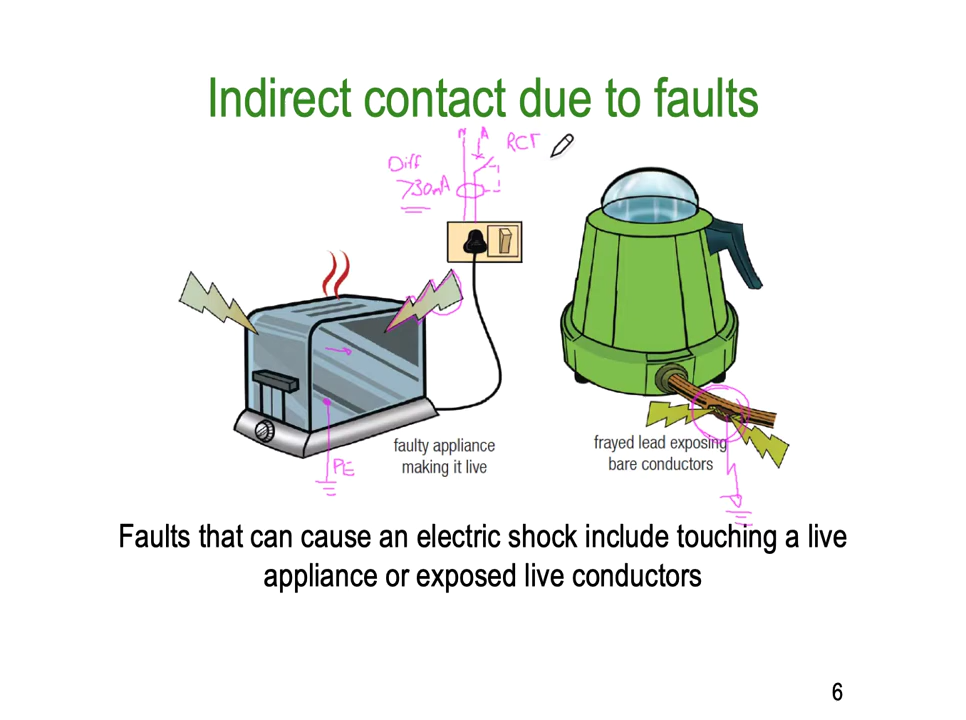 Indirect contact due to faults
N A
RCT
Diff
>30mA
faulty appliance
making it live
PE
frayed lead exposing
bare conductors
Faults that can cause an electric shock include touching a live
appliance or exposed live conductors
6